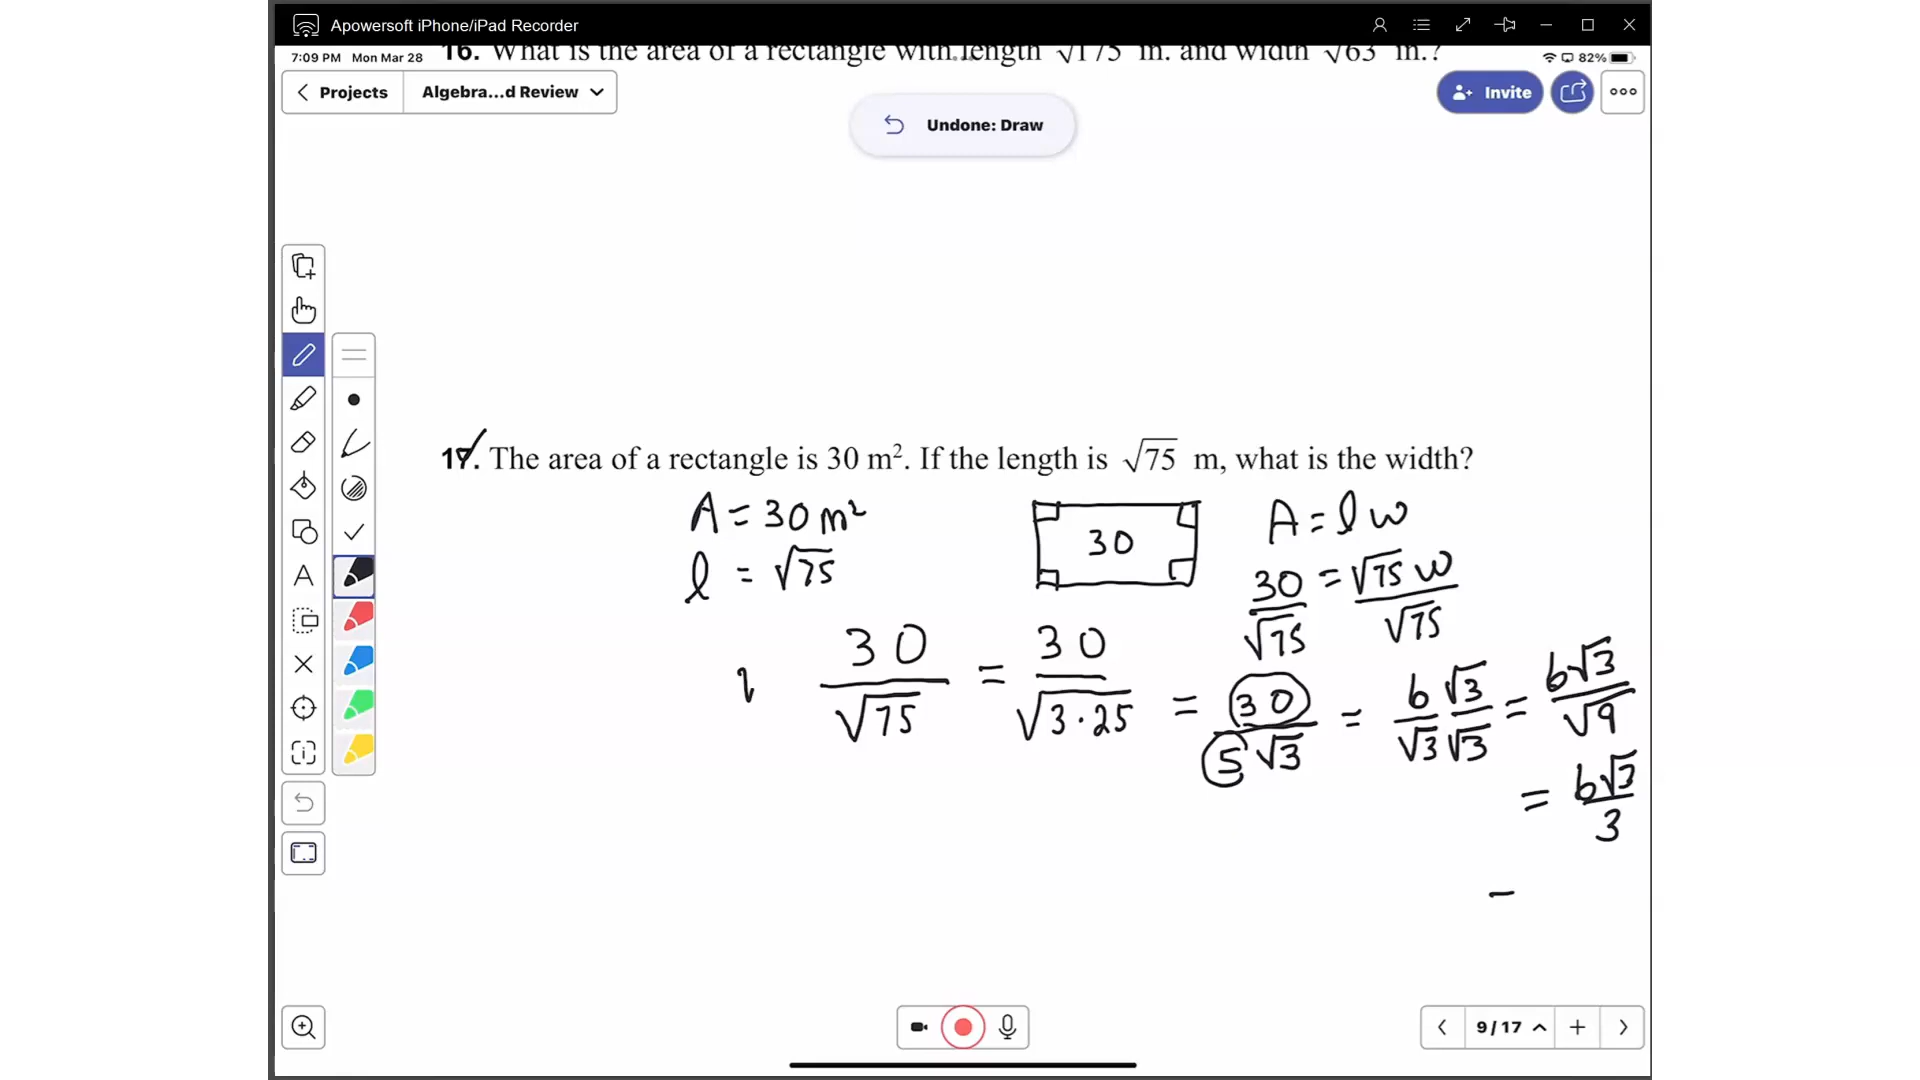 Apowersoft iPhone/iPad Recorder
16. What is the area of a rectangle with length √175 m. and width √63 m.?
7:09 PM Mon Mar 28
82%
Projects
Algebra...d Review
Invite
Undone: Draw
17. The area of a rectangle is 30 m². If the length is √75 m, what is the width?
A = 30 m²
l = √75
30
A = l w
30/√75 = √75 w/√75
30/√75 = 30/√3·25 = 30/5√3 = 6/√3 √3/√3 = 6√3/√9
= 6√3/3
A
9/17